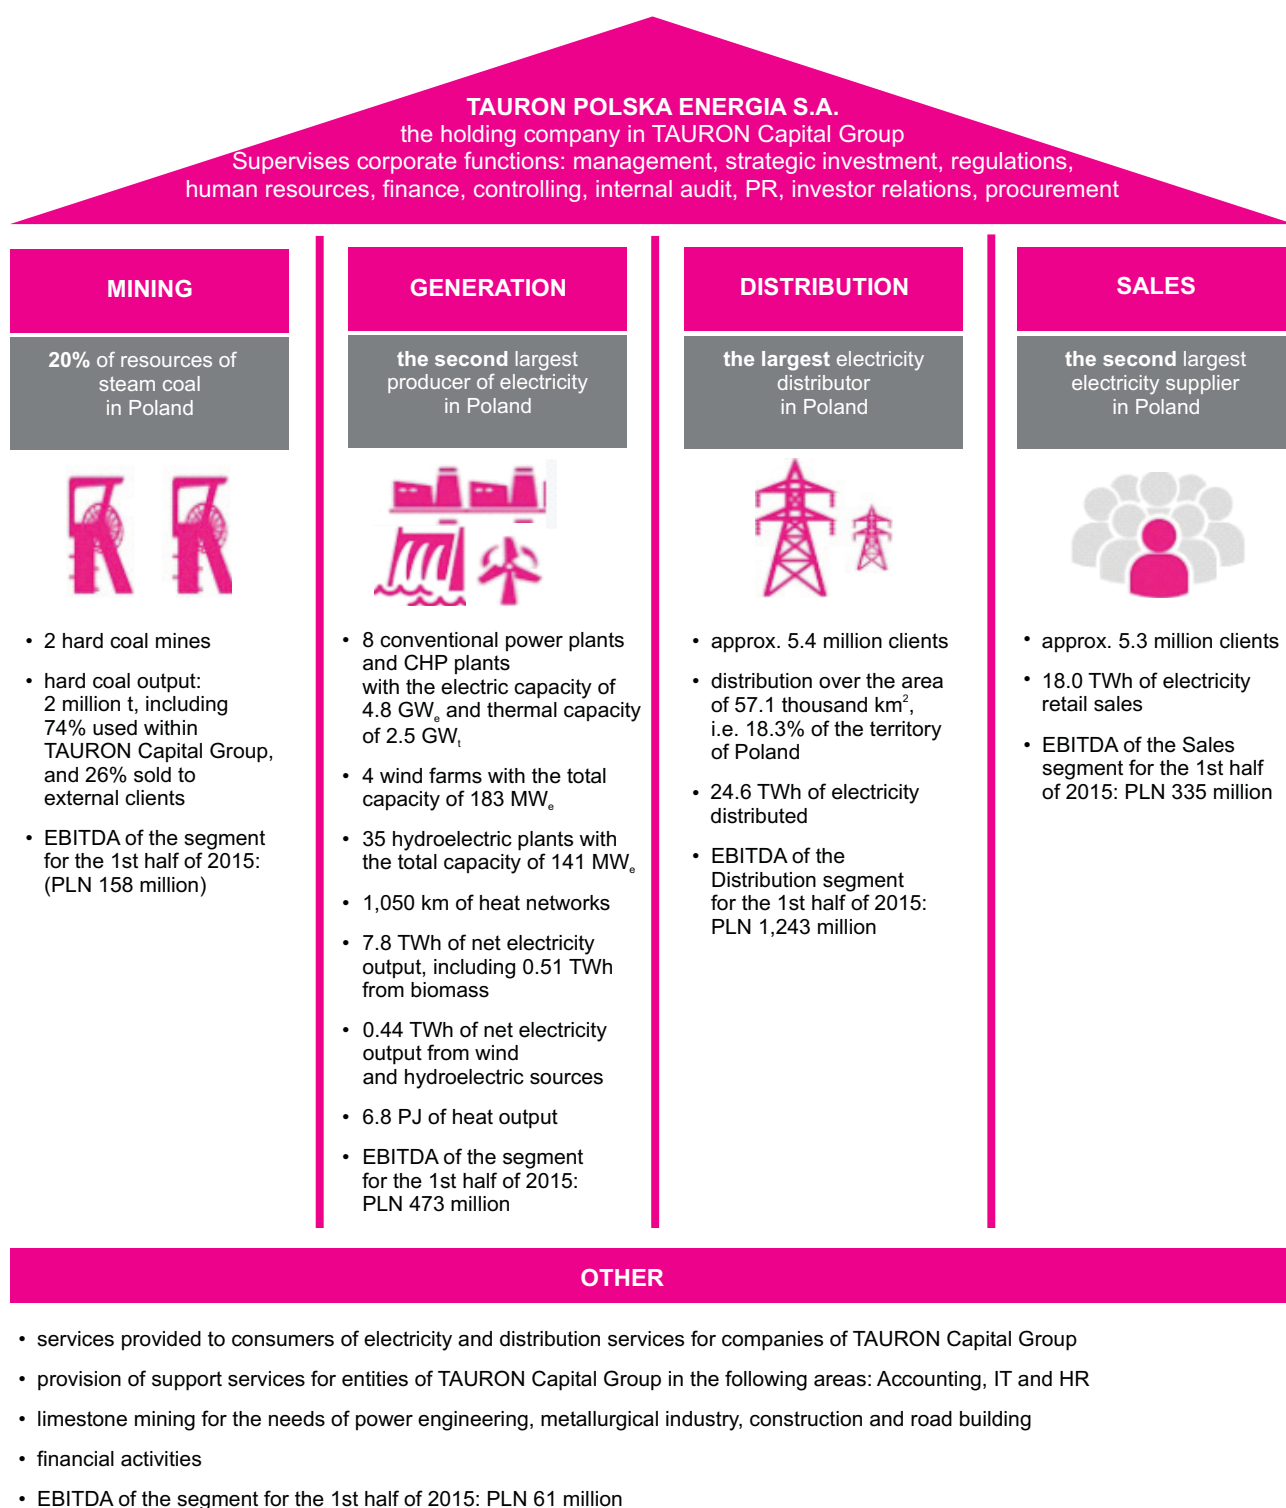 TAURON POLSKA ENERGIA S.A.
the holding company in TAURON Capital Group
Supervises corporate functions: management, strategic investment, regulations,
human resources, finance, controlling, internal audit, PR, investor relations, procurement
MINING
20% of resources of
steam coal
in Poland
• 2 hard coal mines
• hard coal output:
2 million t, including
74% used within
TAURON Capital Group,
and 26% sold to
external clients
• EBITDA of the segment
for the 1st half of 2015:
(PLN 158 million)
GENERATION
the second largest
producer of electricity
in Poland
• 8 conventional power plants
and CHP plants
with the electric capacity of
4.8 GWₑ and thermal capacity
of 2.5 GWₜ
• 4 wind farms with the total
capacity of 183 MWₑ
• 35 hydroelectric plants with
the total capacity of 141 MWₑ
• 1,050 km of heat networks
• 7.8 TWh of net electricity
output, including 0.51 TWh
from biomass
• 0.44 TWh of net electricity
output from wind
and hydroelectric sources
• 6.8 PJ of heat output
• EBITDA of the segment
for the 1st half of 2015:
PLN 473 million
DISTRIBUTION
the largest electricity
distributor
in Poland
• approx. 5.4 million clients
• distribution over the area
of 57.1 thousand km²,
i.e. 18.3% of the territory
of Poland
• 24.6 TWh of electricity
distributed
• EBITDA of the
Distribution segment
for the 1st half of 2015:
PLN 1,243 million
SALES
the second largest
electricity supplier
in Poland
• approx. 5.3 million clients
• 18.0 TWh of electricity
retail sales
• EBITDA of the Sales
segment for the 1st half
of 2015: PLN 335 million
OTHER
• services provided to consumers of electricity and distribution services for companies of TAURON Capital Group
• provision of support services for entities of TAURON Capital Group in the following areas: Accounting, IT and HR
• limestone mining for the needs of power engineering, metallurgical industry, construction and road building
• financial activities
• EBITDA of the segment for the 1st half of 2015: PLN 61 million